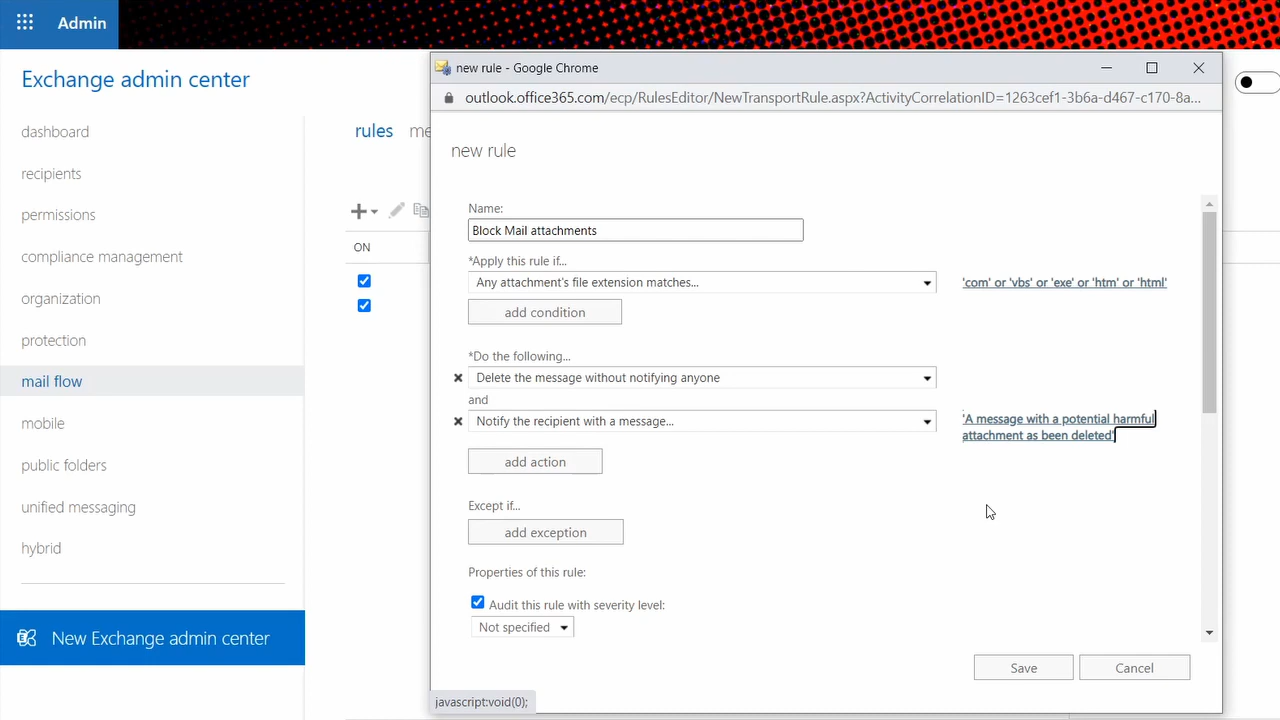 Admin
Exchange admin center
dashboard
recipients
permissions
compliance management
organization
protection
mail flow
mobile
public folders
unified messaging
hybrid
New Exchange admin center
rules me
ON
new rule - Google Chrome
outlook.office365.com/ecp/RulesEditor/NewTransportRule.aspx?ActivityCorrelationID=1263cef1-3b6a-d467-c170-8a...
new rule
Name:
Block Mail attachments
*Apply this rule if...
Any attachment's file extension matches... 'com' or 'vbs' or 'exe' or 'htm' or 'html'
add condition
*Do the following...
Delete the message without notifying anyone
and
Notify the recipient with a message... 'A message with a potential harmful
attachment as been deleted'
add action
Except if...
add exception
Properties of this rule:
Audit this rule with severity level:
Not specified
Save Cancel
javascript:void(0);